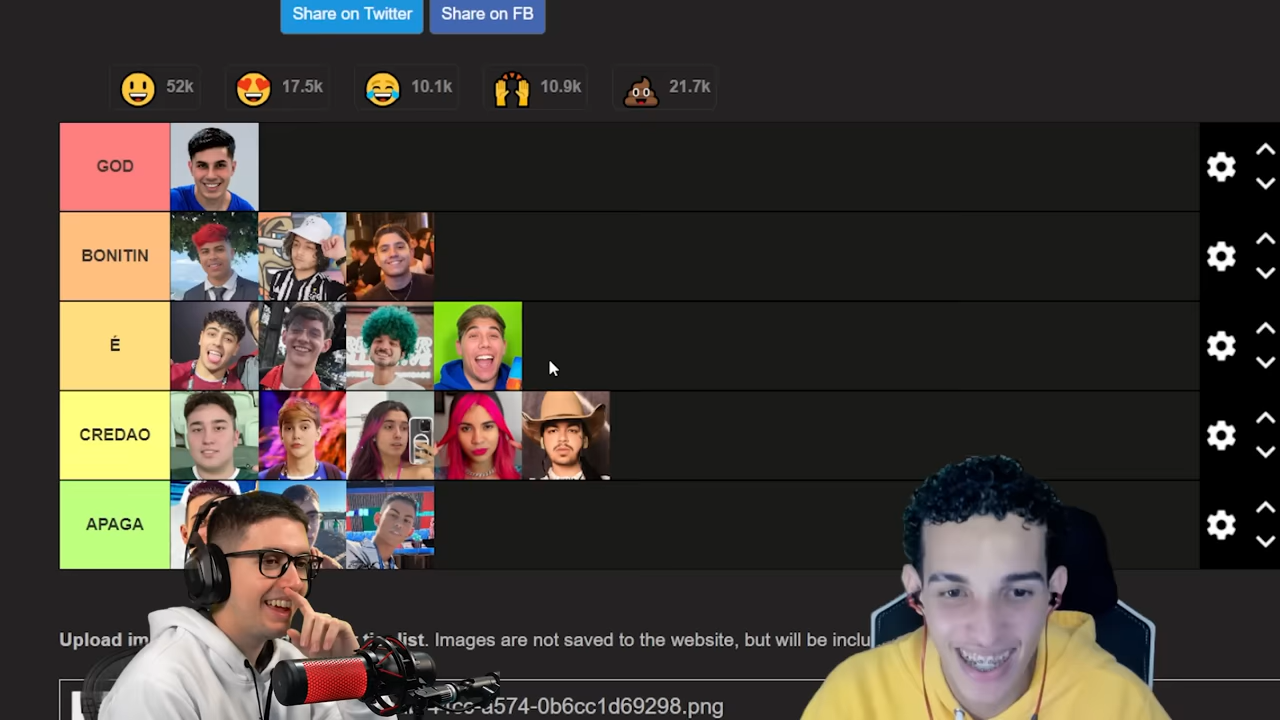 Share on Twitter
Share on FB
52k
17.5k
10.1k
10.9k
21.7k
GOD
BONITIN
É
CREDAO
APAGA
Upload im
list. Images are not saved to the website, but will be inclu
-a574-0b6cc1d69298.png